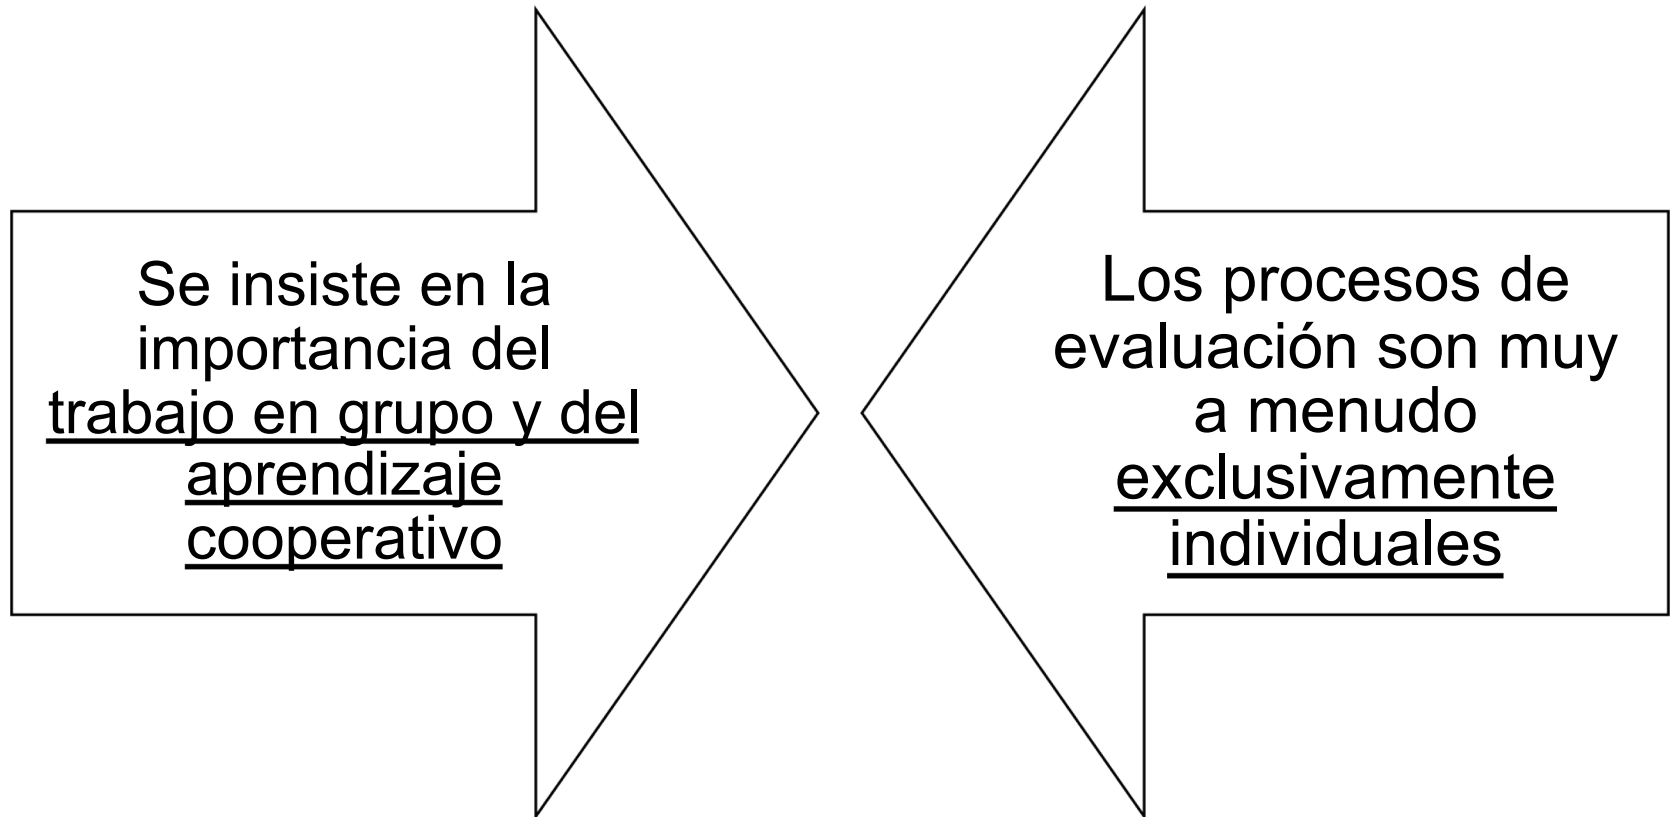 Se insiste en la
importancia del
trabajo en grupo y del
aprendizaje
cooperativo
Los procesos de
evaluación son muy
a menudo
exclusivamente
individuales